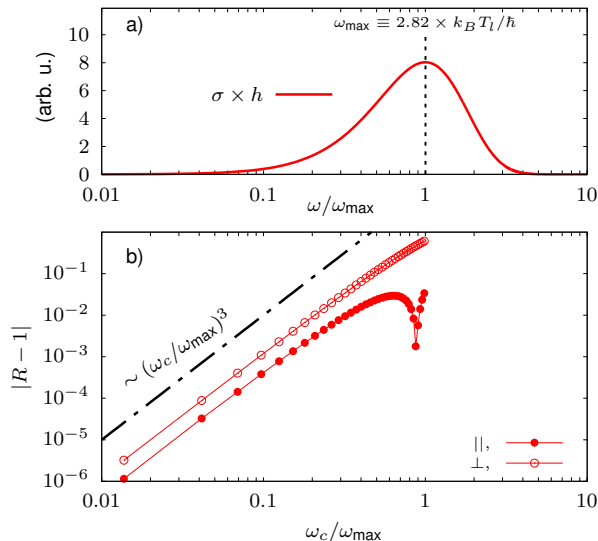 a)
ω_max ≡ 2.82 × k_B T_l/ħ
(arb. u.)
10
8
6
4
2
0
σ × h
0.01 0.1 1 10
ω/ω_max
b)
|R − 1|
10^−1
10^−2
10^−3
10^−4
10^−5
10^−6
∼ (ω_c/ω_max)^3
||,
⊥,
0.01 0.1 1 10
ω_c/ω_max